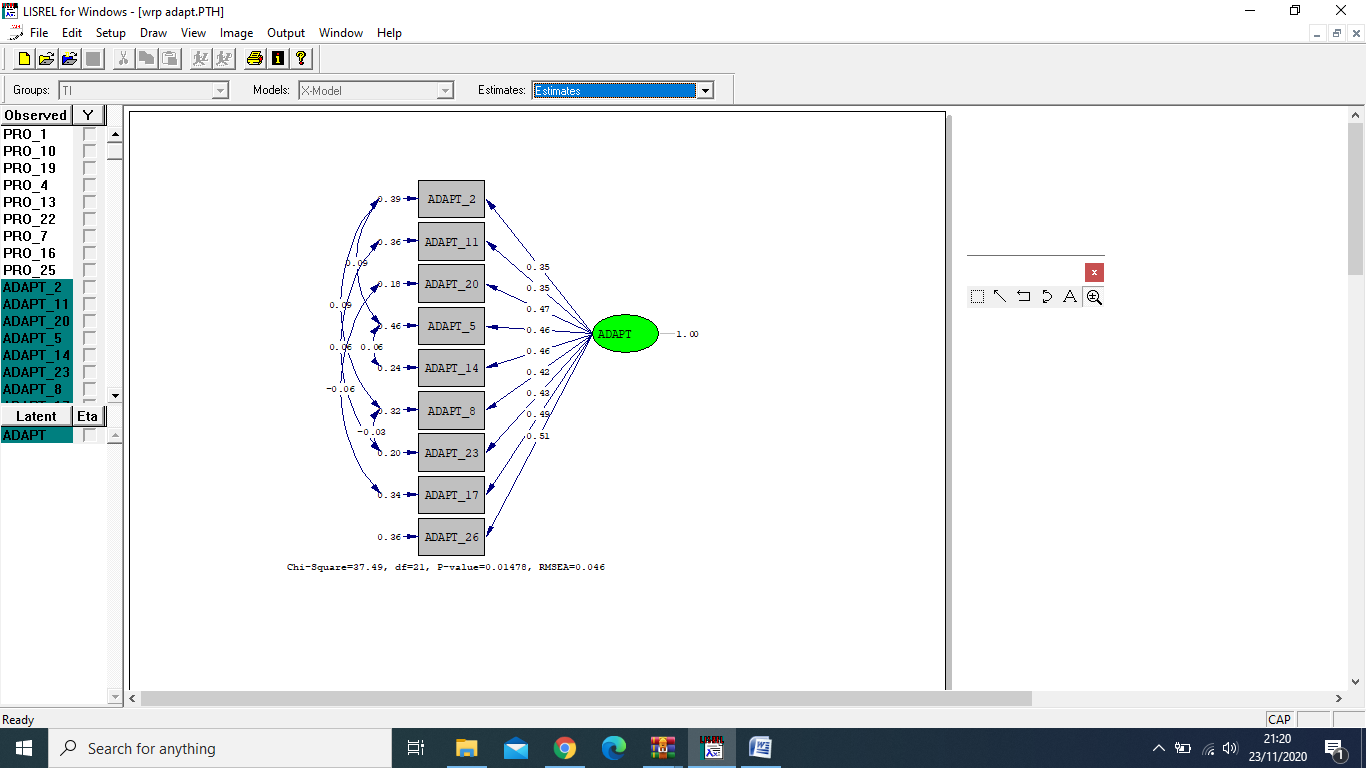 LISREL for Windows - [wrp adapt.PTH]
File Edit Setup Draw View Image Output Window Help
Groups: TI Models: X-Model Estimates: Estimates
Observed Y
PRO_1
PRO_10
PRO_19
PRO_4
PRO_13
PRO_22
PRO_7
PRO_16
PRO_25
ADAPT_2
ADAPT_11
ADAPT_20
ADAPT_5
ADAPT_14
ADAPT_23
ADAPT_8
Latent Eta
ADAPT
0.39 ADAPT_2
0.36 ADAPT_11
0.09 0.35
0.18 ADAPT_20 0.35
0.09 0.47
0.46 ADAPT_5 0.46 ADAPT 1.00
0.06 0.06 0.46
0.24 ADAPT_14 0.42
-0.06 0.43
0.32 ADAPT_8 0.49
-0.03 0.51
0.20 ADAPT_23
0.34 ADAPT_17
0.36 ADAPT_26
Chi-Square=37.49, df=21, P-value=0.01478, RMSEA=0.046
A
Ready
CAP
Search for anything
21:20
23/11/2020
1